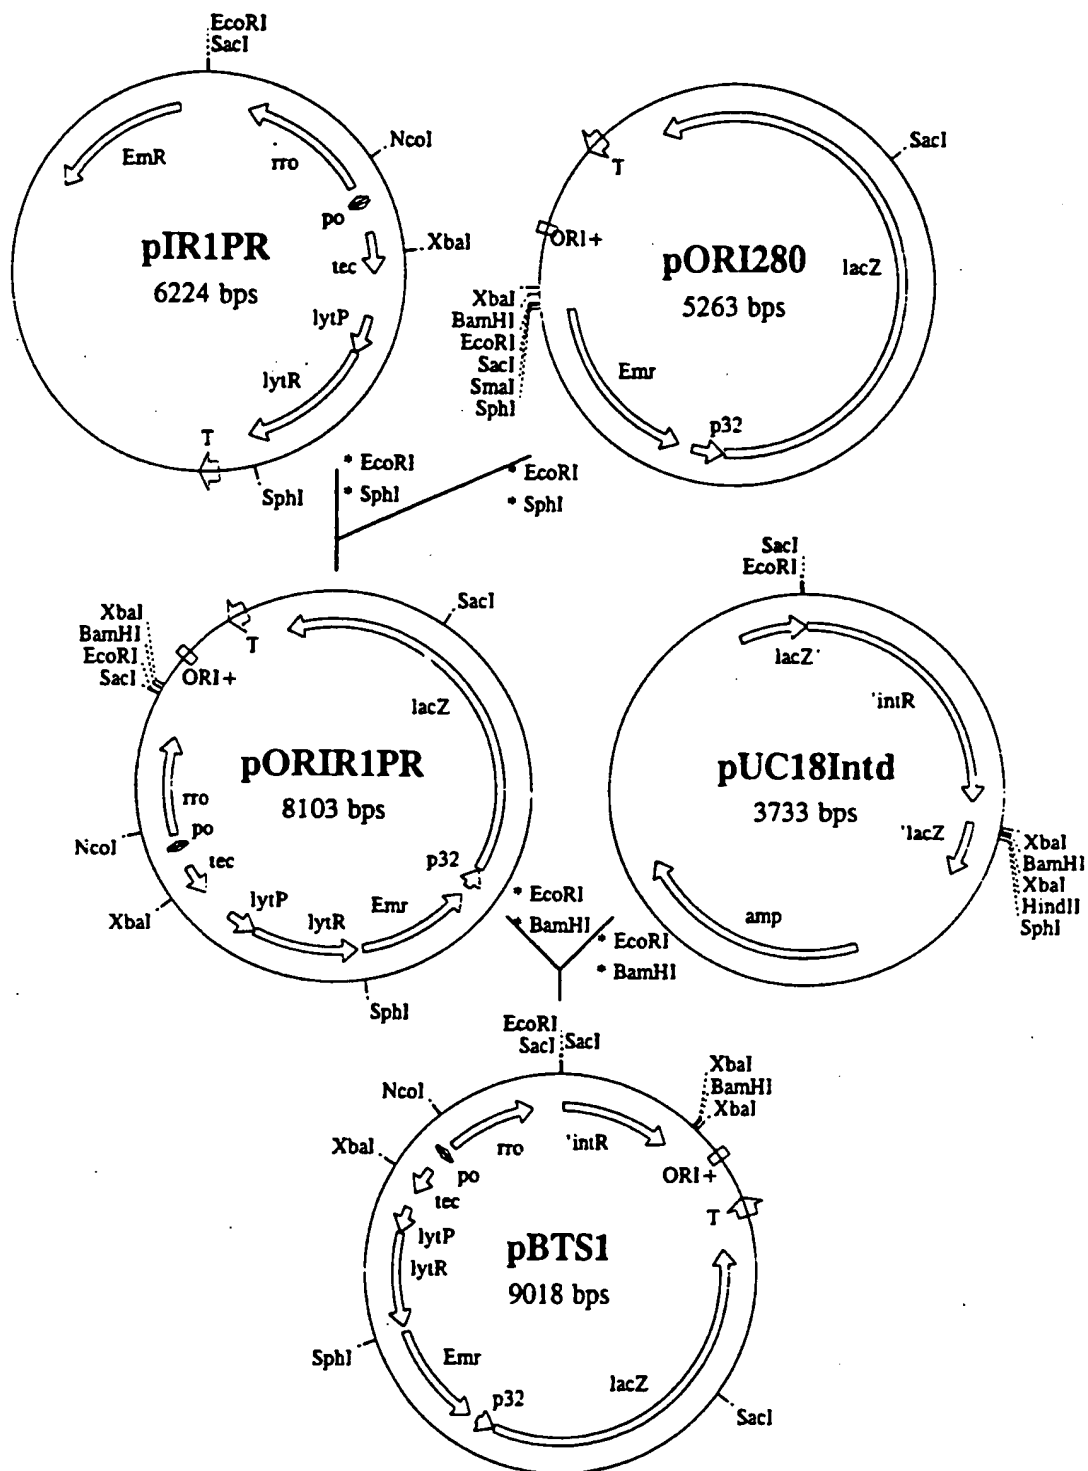 EcoRI
SacI
NcoI
EmR
rro
po
XbaI
tec
pIR1PR
6224 bps
lytP
lytR
T
SphI
SacI
T
ORI+
pORI280
5263 bps
lacZ
XbaI
BamHI
EcoRI
SacI
SmaI
SphI
Emr
p32
* EcoRI
* SphI
* EcoRI
* SphI
SacI
XbaI
BamHI
EcoRI
SacI
T
ORI+
lacZ
pORIR1PR
8103 bps
rro
po
NcoI
tec
XbaI
lytP
lytR
Emr
p32
SphI
SacI
EcoRI
lacZ'
'intR
pUC18Intd
3733 bps
'lacZ
XbaI
BamHI
XbaI
HindII
SphI
amp
* EcoRI
* BamHI
* EcoRI
* BamHI
EcoRI
SacI
SacI
XbaI
BamHI
XbaI
NcoI
XbaI
rro
'intR
po
tec
ORI+
T
lytP
lytR
pBTS1
9018 bps
SphI
Emr
p32
lacZ
SacI